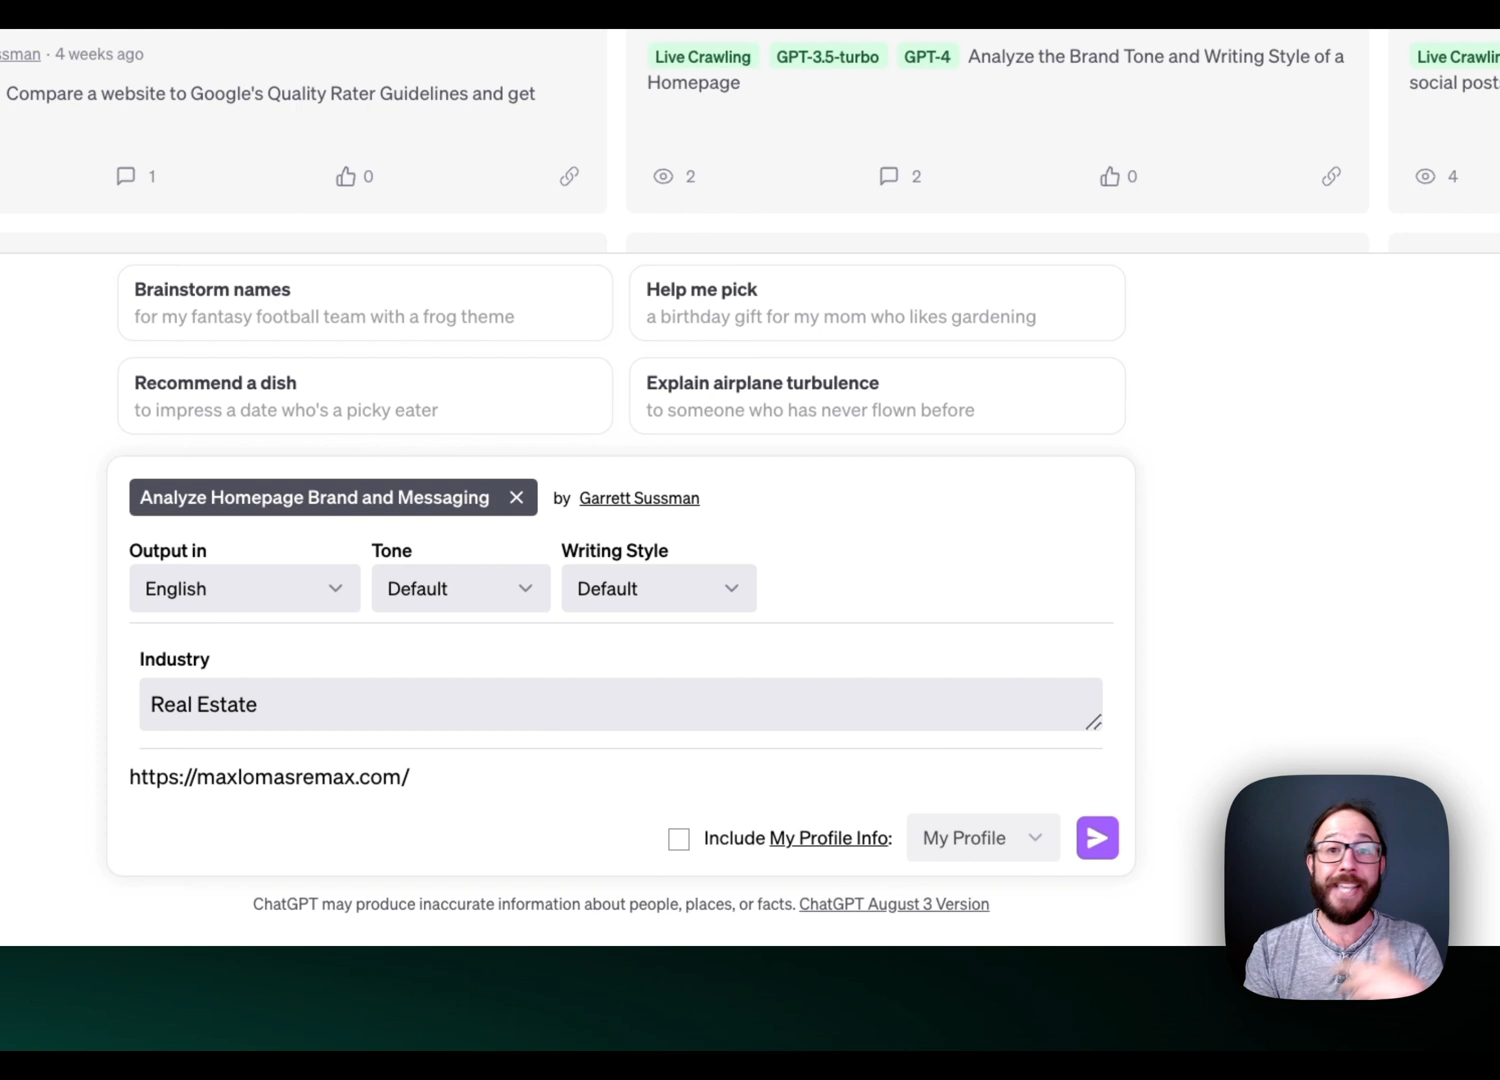 ssman · 4 weeks ago
Compare a website to Google's Quality Rater Guidelines and get
1
0
Live Crawling GPT-3.5-turbo GPT-4 Analyze the Brand Tone and Writing Style of a
Homepage
2
2
0
Live Crawlin
social posts
4
Brainstorm names
for my fantasy football team with a frog theme
Help me pick
a birthday gift for my mom who likes gardening
Recommend a dish
to impress a date who's a picky eater
Explain airplane turbulence
to someone who has never flown before
Analyze Homepage Brand and Messaging by Garrett Sussman
Output in Tone Writing Style
English Default Default
Industry
Real Estate
https://maxlomasremax.com/
Include My Profile Info: My Profile
ChatGPT may produce inaccurate information about people, places, or facts. ChatGPT August 3 Version